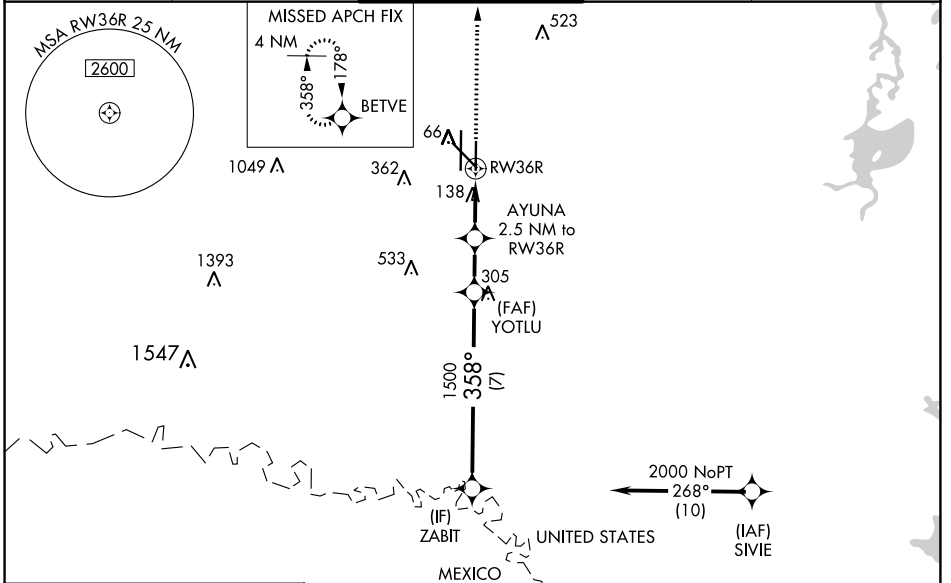 MSA RW36R 25 NM
2600
MISSED APCH FIX
4 NM
358°
178°
BETVE
523
66
RW36R
1049
362
138
AYUNA
2.5 NM to
RW36R
1393
533
305
(FAF)
YOTLU
1547
1500
358°
(7)
2000 NoPT
268°
(10)
(IAF)
SIVIE
(IF)
ZABIT
UNITED STATES
MEXICO